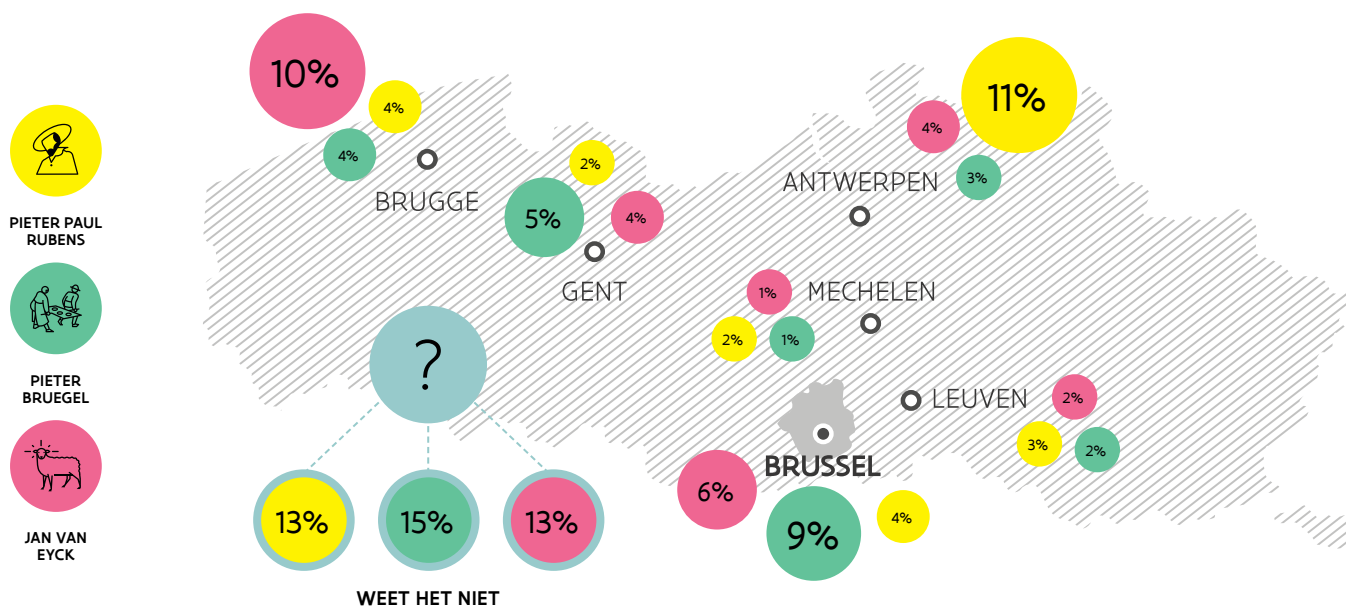 PIETER PAUL
RUBENS
PIETER
BRUEGEL
JAN VAN
EYCK
10%
4%
4%
BRUGGE
2%
5%
4%
GENT
11%
4%
3%
ANTWERPEN
1%
2%
1%
MECHELEN
2%
3%
2%
LEUVEN
BRUSSEL
6%
9%
4%
?
13%
15%
13%
WEET HET NIET